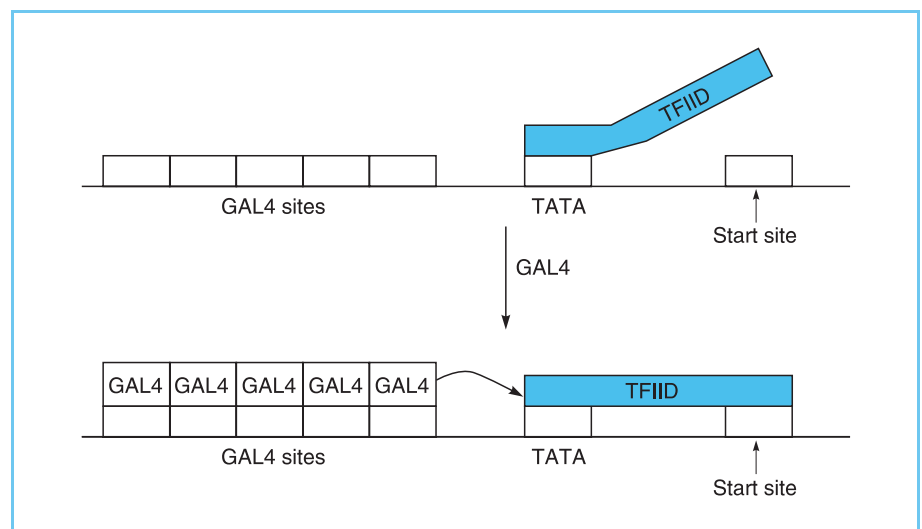 TFIID
GAL4 sites
TATA
Start site
GAL4
GAL4 GAL4 GAL4 GAL4 GAL4
TFIID
GAL4 sites
TATA
Start site